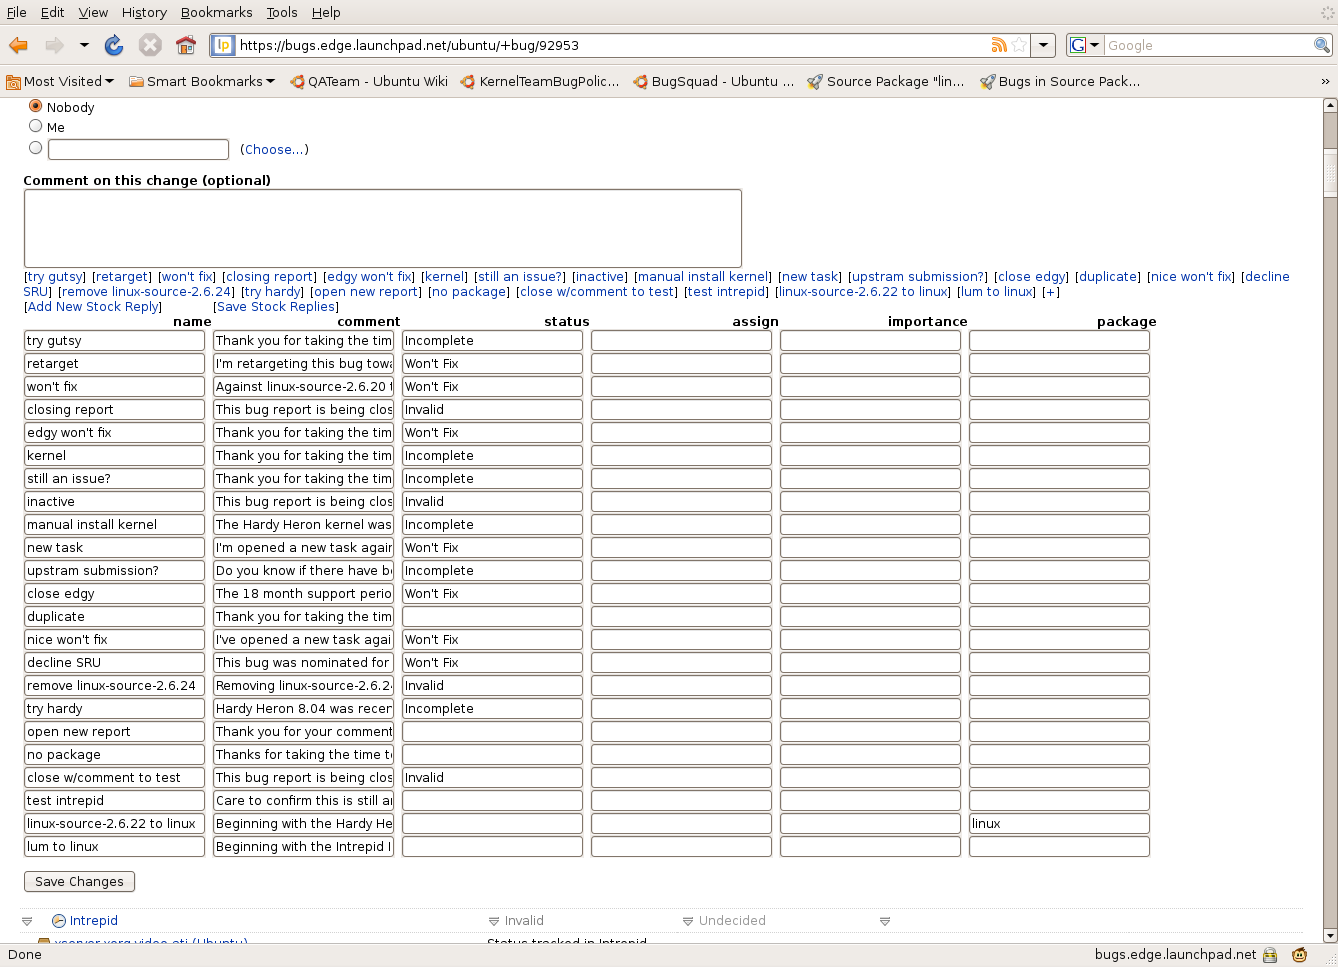 File Edit View History Bookmarks Tools Help
lp https://bugs.edge.launchpad.net/ubuntu/+bug/92953 G Google
Most Visited Smart Bookmarks QATeam - Ubuntu Wiki KernelTeamBugPolic... BugSquad - Ubuntu ... Source Package "lin... Bugs in Source Pack... »
Nobody
Me
(Choose...)
Comment on this change (optional)
[try gutsy] [retarget] [won't fix] [closing report] [edgy won't fix] [kernel] [still an issue?] [inactive] [manual install kernel] [new task] [upstram submission?] [close edgy] [duplicate] [nice won't fix] [decline
SRU] [remove linux-source-2.6.24] [try hardy] [open new report] [no package] [close w/comment to test] [test intrepid] [linux-source-2.6.22 to linux] [lum to linux] [+]
[Add New Stock Reply] [Save Stock Replies]
name comment status assign importance package
try gutsy Thank you for taking the tim Incomplete
retarget I'm retargeting this bug towa Won't Fix
won't fix Against linux-source-2.6.20 t Won't Fix
closing report This bug report is being clos Invalid
edgy won't fix Thank you for taking the tim Won't Fix
kernel Thank you for taking the tim Incomplete
still an issue? Thank you for taking the tim Incomplete
inactive This bug report is being clos Invalid
manual install kernel The Hardy Heron kernel was Incomplete
new task I'm opened a new task again Won't Fix
upstram submission? Do you know if there have be Incomplete
close edgy The 18 month support perio Won't Fix
duplicate Thank you for taking the tim
nice won't fix I've opened a new task agai Won't Fix
decline SRU This bug was nominated for Won't Fix
remove linux-source-2.6.24 Removing linux-source-2.6.24 Invalid
try hardy Hardy Heron 8.04 was recen Incomplete
open new report Thank you for your comment
no package Thanks for taking the time to
close w/comment to test This bug report is being clos Invalid
test intrepid Care to confirm this is still an
linux-source-2.6.22 to linux Beginning with the Hardy He linux
lum to linux Beginning with the Intrepid I
Save Changes
Intrepid Invalid Undecided
xserver-xorg-video-ati (Ubuntu) Status tracked in Intrepid
Done bugs.edge.launchpad.net